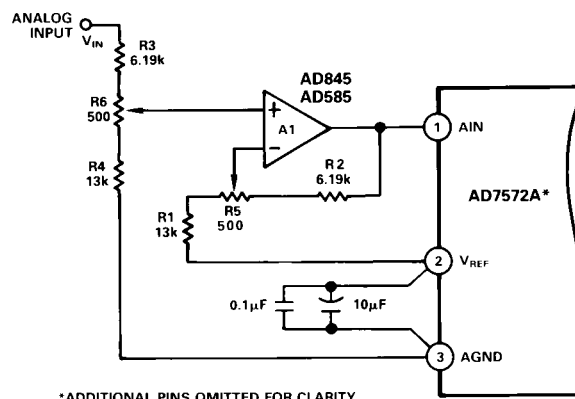 ANALOG
INPUT
VIN
R3
6.19k
R6
500
R4
13k
AD845
AD585
+
A1
−
R2
6.19k
R5
500
R1
13k
1
AIN
AD7572A*
2
VREF
0.1µF
10µF
3
AGND
*ADDITIONAL PINS OMITTED FOR CLARITY